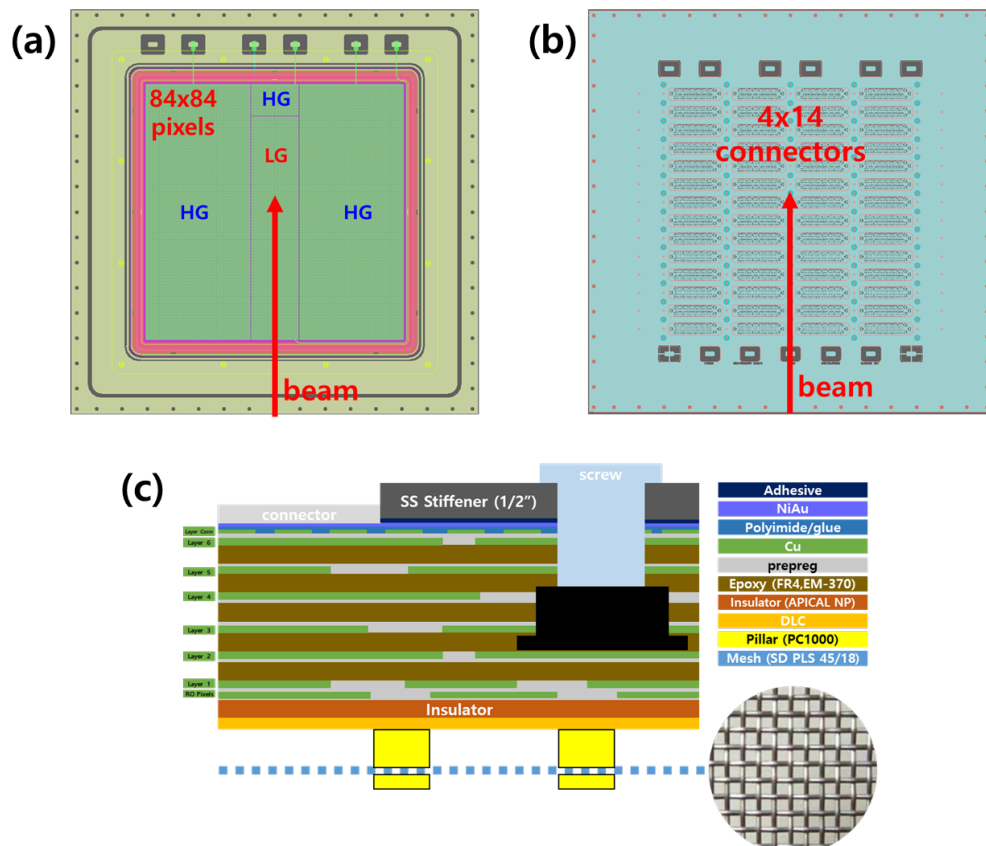 (a)
84x84
pixels
HG
LG
HG
HG
beam
(b)
4x14
connectors
beam
(c)
screw
SS Stiffener (1/2”)
connector
Layer Conn
Layer 6
Layer 5
Layer 4
Layer 3
Layer 2
Layer 1
RO Pixels
Insulator
Adhesive
NiAu
Polyimide/glue
Cu
prepreg
Epoxy (FR4,EM-370)
Insulator (APICAL NP)
DLC
Pillar (PC1000)
Mesh (SD PLS 45/18)